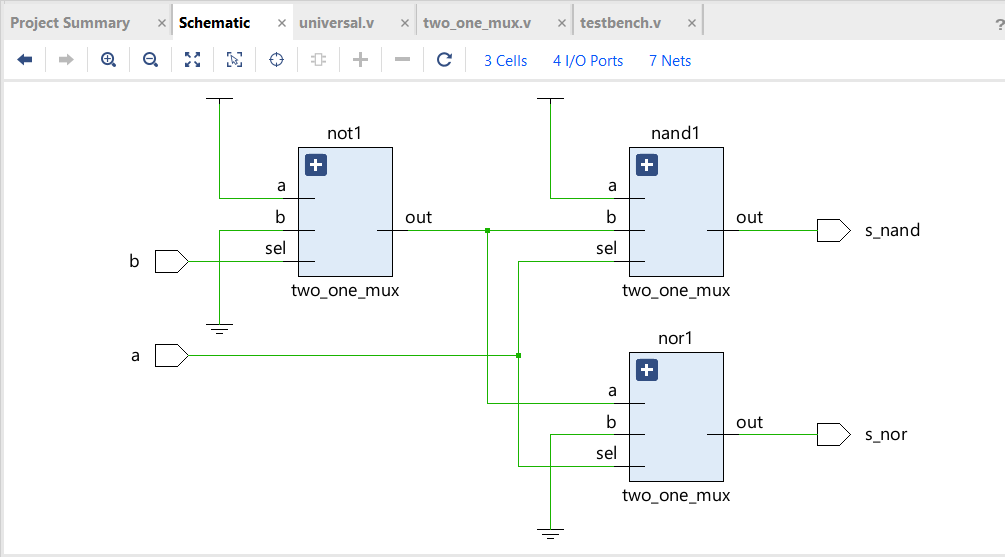 Project Summary × Schematic × universal.v × two_one_mux.v × testbench.v ×
3 Cells 4 I/O Ports 7 Nets ?
not1 nand1
a a
b out b out s_nand
b sel sel
two_one_mux two_one_mux
nor1
a
a
b out s_nor
sel
two_one_mux